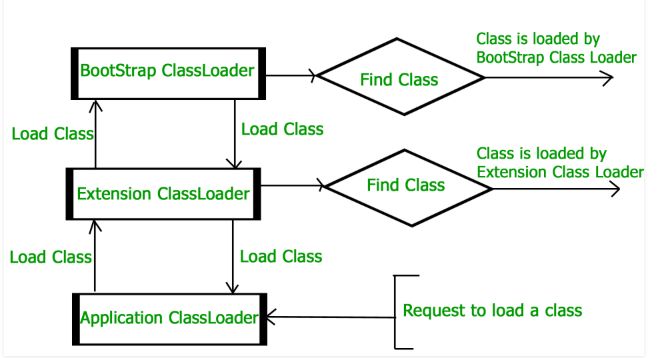 Class is loaded by
BootStrap Class Loader
BootStrap ClassLoader
Find Class
Load Class
Load Class
Class is loaded by
Extension Class Loader
Extension ClassLoader
Find Class
Load Class
Load Class
Request to load a class
Application ClassLoader